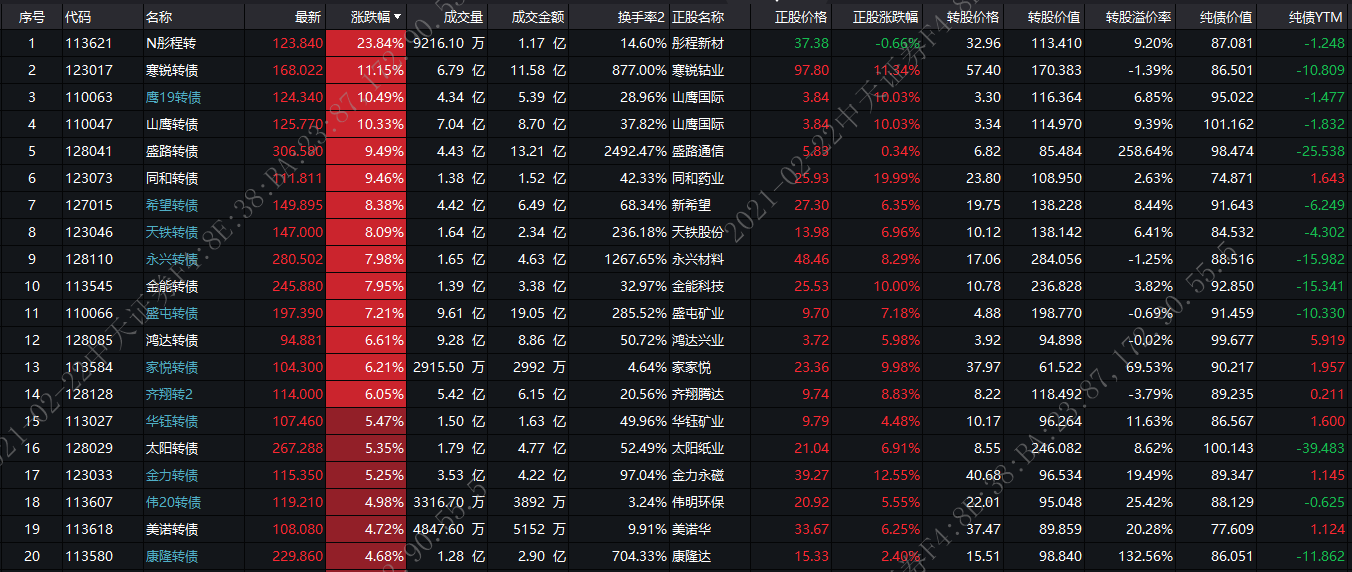 序号 代码 名称 最新 涨跌幅 成交量 成交金额 换手率2 正股名称 正股价格 正股涨跌幅 转股价格 转股价值 转股溢价率 纯债价值 纯债YTM
1 113621 N彤程转 123.840 23.84% 9216.10 万 1.17 亿 14.60% 彤程新材 37.38 -0.66% 32.96 113.410 9.20% 87.081 -1.248
2 123017 寒锐转债 168.022 11.15% 6.79 亿 11.58 亿 877.00% 寒锐钴业 97.80 11.34% 57.40 170.383 -1.39% 86.501 -10.809
3 110063 鹰19转债 124.340 10.49% 4.34 亿 5.39 亿 28.96% 山鹰国际 3.84 10.03% 3.30 116.364 6.85% 95.022 -1.477
4 110047 山鹰转债 125.770 10.33% 7.04 亿 8.70 亿 37.82% 山鹰国际 3.84 10.03% 3.34 114.970 9.39% 101.162 -1.832
5 128041 盛路转债 306.580 9.49% 4.43 亿 13.21 亿 2492.47% 盛路通信 5.83 0.34% 6.82 85.484 258.64% 98.474 -25.538
6 123073 同和转债 111.811 9.46% 1.38 亿 1.52 亿 42.33% 同和药业 25.93 19.99% 23.80 108.950 2.63% 74.871 1.643
7 127015 希望转债 149.895 8.38% 4.42 亿 6.49 亿 68.34% 新希望 27.30 6.35% 19.75 138.228 8.44% 91.643 -6.249
8 123046 天铁转债 147.000 8.09% 1.64 亿 2.34 亿 236.18% 天铁股份 13.98 6.96% 10.12 138.142 6.41% 84.532 -4.302
9 128110 永兴转债 280.502 7.98% 1.65 亿 4.63 亿 1267.65% 永兴材料 48.46 8.29% 17.06 284.056 -1.25% 88.516 -15.982
10 113545 金能转债 245.880 7.95% 1.39 亿 3.38 亿 32.97% 金能科技 25.53 10.00% 10.78 236.828 3.82% 92.850 -15.341
11 110066 盛屯转债 197.390 7.21% 9.61 亿 19.05 亿 285.52% 盛屯矿业 9.70 7.18% 4.88 198.770 -0.69% 91.459 -10.330
12 128085 鸿达转债 94.881 6.61% 9.28 亿 8.86 亿 50.72% 鸿达兴业 3.72 5.98% 3.92 94.898 -0.02% 99.677 5.919
13 113584 家悦转债 104.300 6.21% 2915.50 万 2992 万 4.64% 家家悦 23.36 9.98% 37.97 61.522 69.53% 90.217 1.957
14 128128 齐翔转2 114.000 6.05% 5.42 亿 6.15 亿 20.56% 齐翔腾达 9.74 8.83% 8.22 118.492 -3.79% 89.235 0.211
15 113027 华钰转债 107.460 5.47% 1.50 亿 1.63 亿 49.96% 华钰矿业 9.79 4.48% 10.17 96.264 11.63% 86.567 1.600
16 128029 太阳转债 267.288 5.35% 1.79 亿 4.77 亿 52.49% 太阳纸业 21.04 6.91% 8.55 246.082 8.62% 100.143 -39.483
17 123033 金力转债 115.350 5.25% 3.53 亿 4.22 亿 97.04% 金力永磁 39.27 12.55% 40.68 96.534 19.49% 89.347 1.145
18 113607 伟20转债 119.210 4.98% 3316.70 万 3892 万 3.24% 伟明环保 20.92 5.55% 22.01 95.048 25.42% 88.129 -0.625
19 113618 美诺转债 108.080 4.72% 4847.60 万 5152 万 9.91% 美诺华 33.67 6.25% 37.47 89.859 20.28% 77.609 1.124
20 113580 康隆转债 229.860 4.68% 1.28 亿 2.90 亿 704.33% 康隆达 15.33 2.40% 15.51 98.840 132.56% 86.051 -11.862